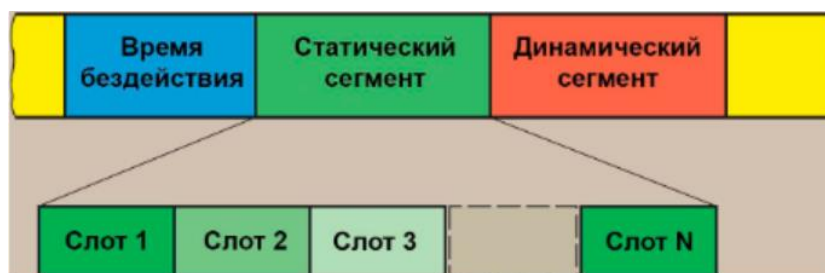 Время
бездействия
Статический
сегмент
Динамический
сегмент
Слот 1
Слот 2
Слот 3
Слот N